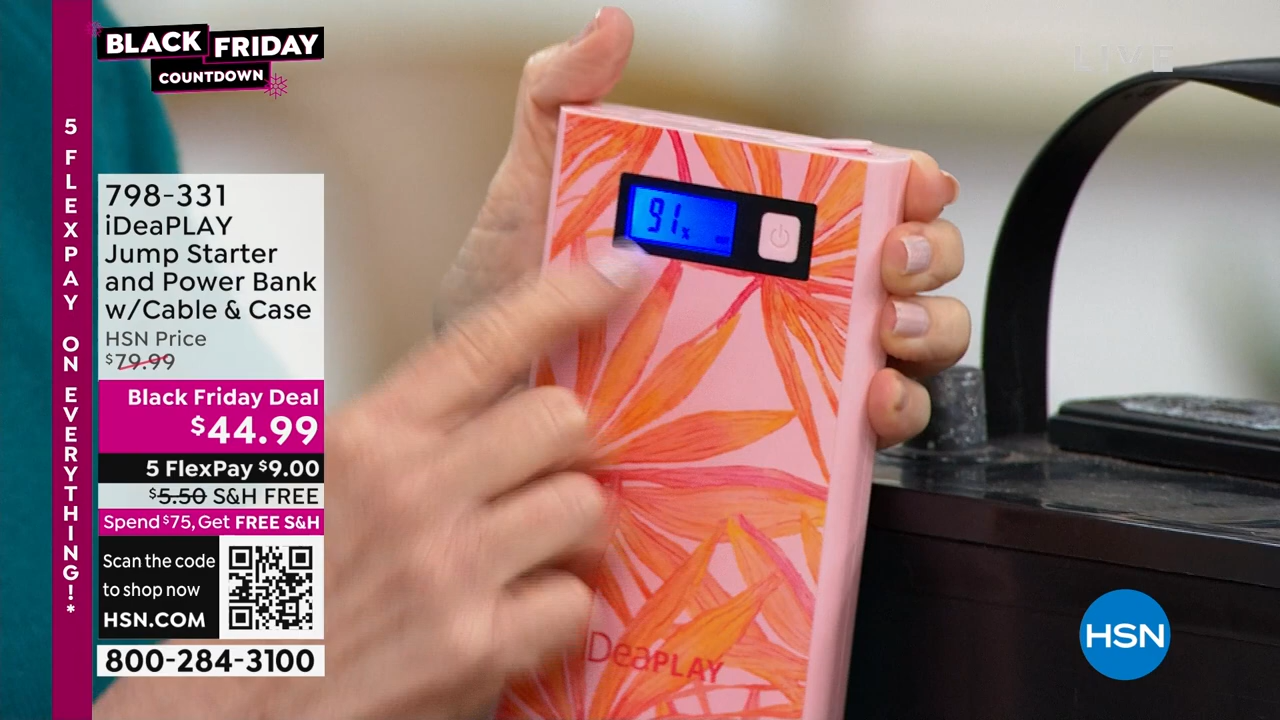 BLACK FRIDAY
COUNTDOWN
LIVE
5 FLEXPAY ON EVERYTHING!*
798-331
iDeaPLAY
Jump Starter
and Power Bank
w/Cable & Case
HSN Price
$79.99
Black Friday Deal
$44.99
5 FlexPay $9.00
$5.50 S&H FREE
Spend $75, Get FREE S&H
Scan the code
to shop now
HSN.COM
800-284-3100
91%
iDeaPLAY
HSN